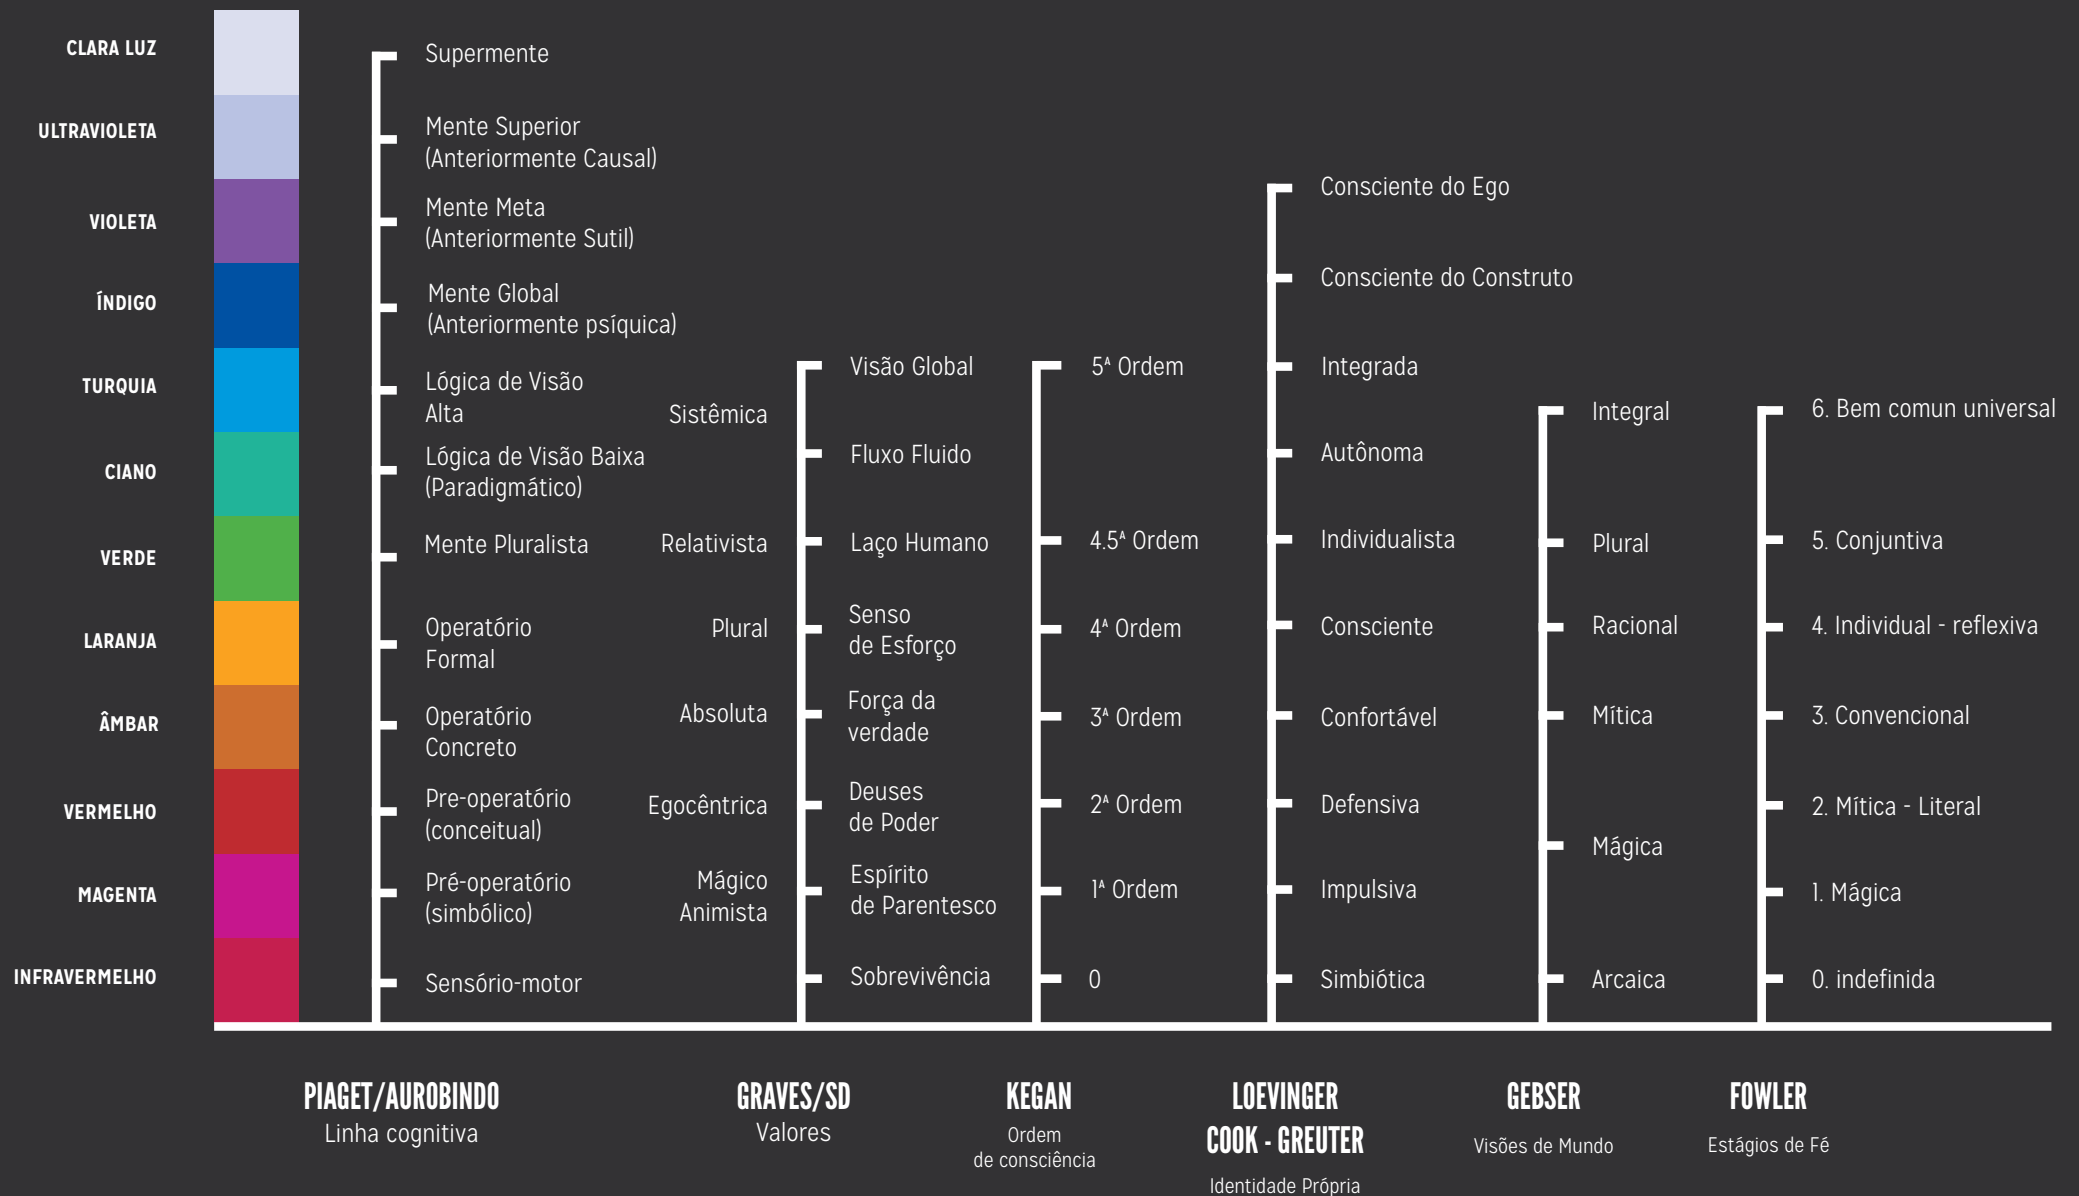 CLARA LUZ
ULTRAVIOLETA
VIOLETA
ÍNDIGO
TURQUIA
CIANO
VERDE
LARANJA
ÂMBAR
VERMELHO
MAGENTA
INFRAVERMELHO
Supermente
Mente Superior
(Anteriormente Causal)
Mente Meta
(Anteriormente Sutil)
Mente Global
(Anteriormente psíquica)
Lógica de Visão
Alta
Lógica de Visão Baixa
(Paradigmático)
Mente Pluralista
Operatório
Formal
Operatório
Concreto
Pre-operatório
(conceitual)
Pré-operatório
(simbólico)
Sensório-motor
Sistêmica
Relativista
Plural
Absoluta
Egocêntrica
Mágico
Animista
Visão Global
Fluxo Fluido
Laço Humano
Senso
de Esforço
Força da
verdade
Deuses
de Poder
Espírito
de Parentesco
Sobrevivência
5ᴬ Ordem
4.5ᴬ Ordem
4ᴬ Ordem
3ᴬ Ordem
2ᴬ Ordem
1ᴬ Ordem
0
Consciente do Ego
Consciente do Construto
Integrada
Autônoma
Individualista
Consciente
Confortável
Defensiva
Impulsiva
Simbiótica
Integral
Plural
Racional
Mítica
Mágica
Arcaica
6. Bem comun universal
5. Conjuntiva
4. Individual - reflexiva
3. Convencional
2. Mítica - Literal
1. Mágica
0. indefinida
PIAGET/AUROBINDO
Linha cognitiva
GRAVES/SD
Valores
KEGAN
Ordem
de consciência
LOEVINGER
COOK - GREUTER
Identidade Própria
GEBSER
Visões de Mundo
FOWLER
Estágios de Fé